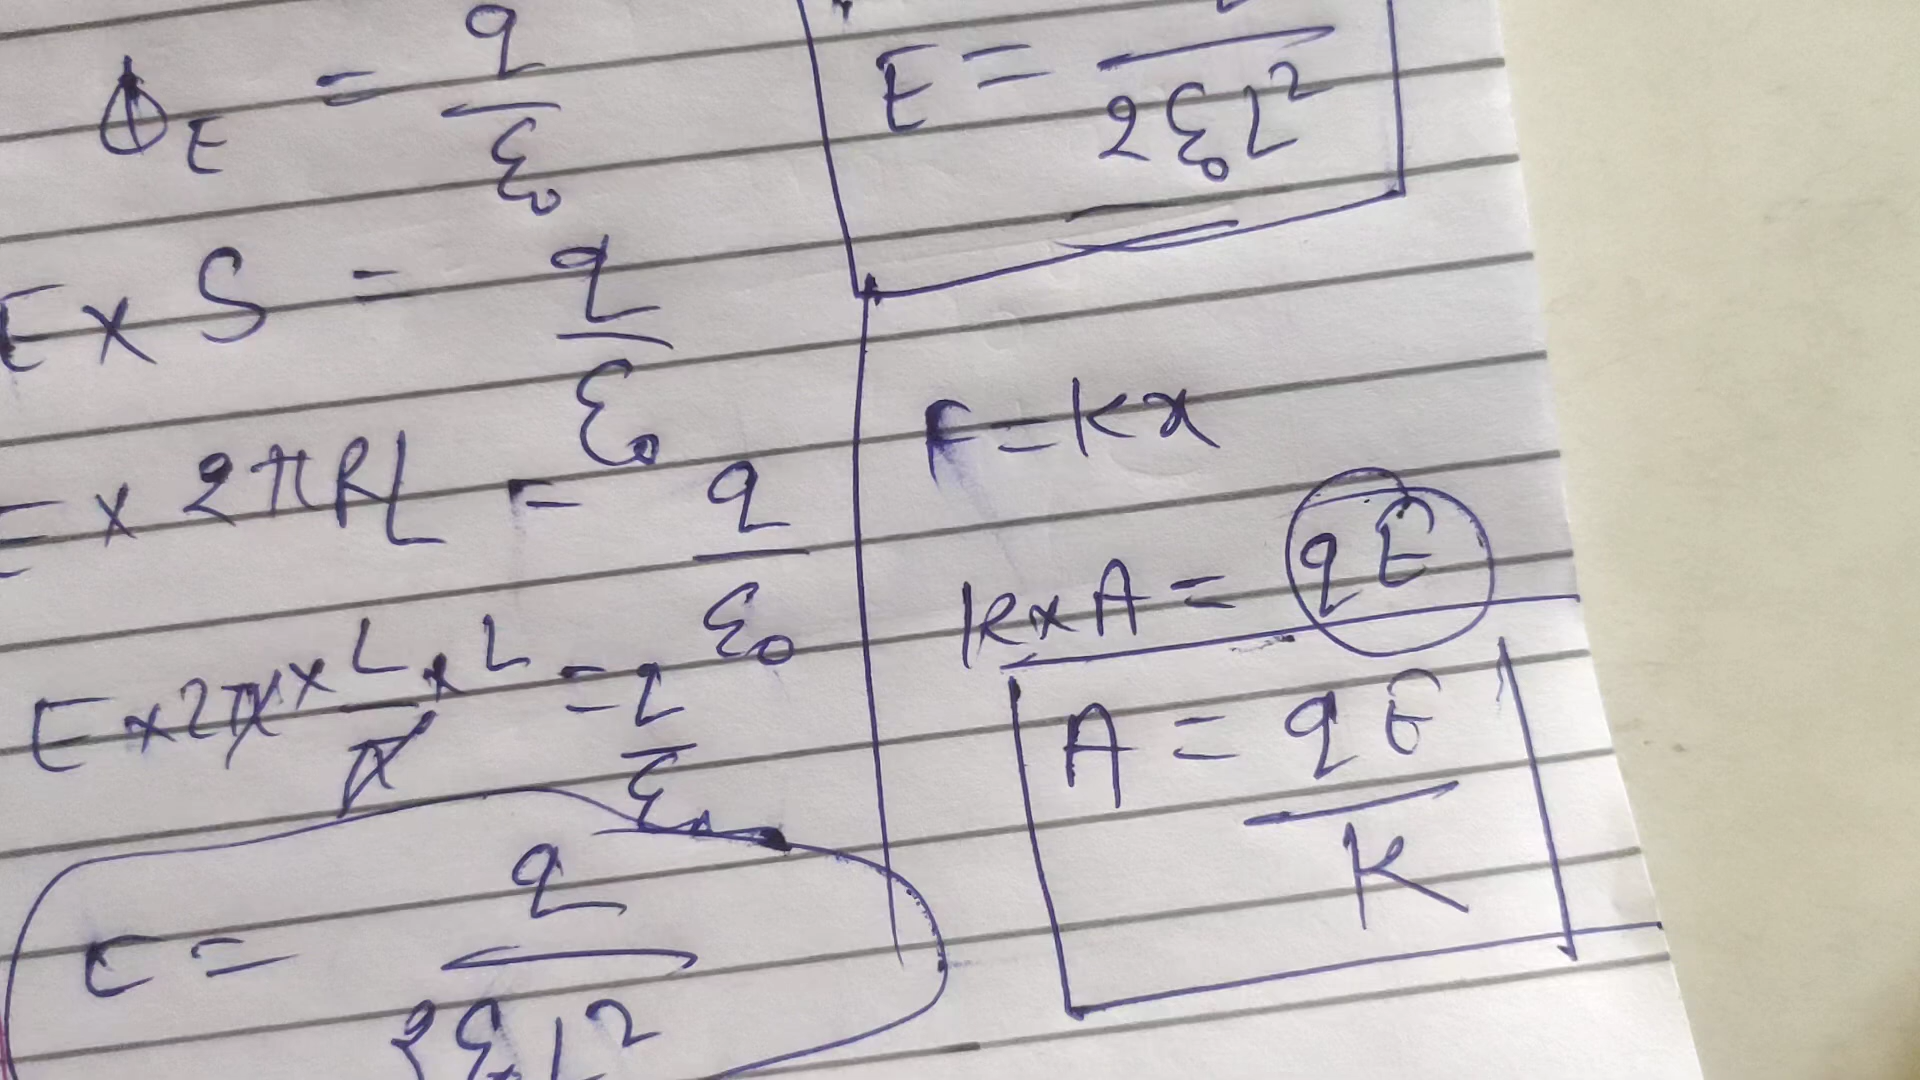 Φ_E = q/ε₀
E × S = q/ε₀
E × 2πRL = q/ε₀
E × 2π × L/π × L = q/ε₀
E = q/2ε₀L²
E = /2ε₀L²
F = kx
k × A = qE
A = qE/K